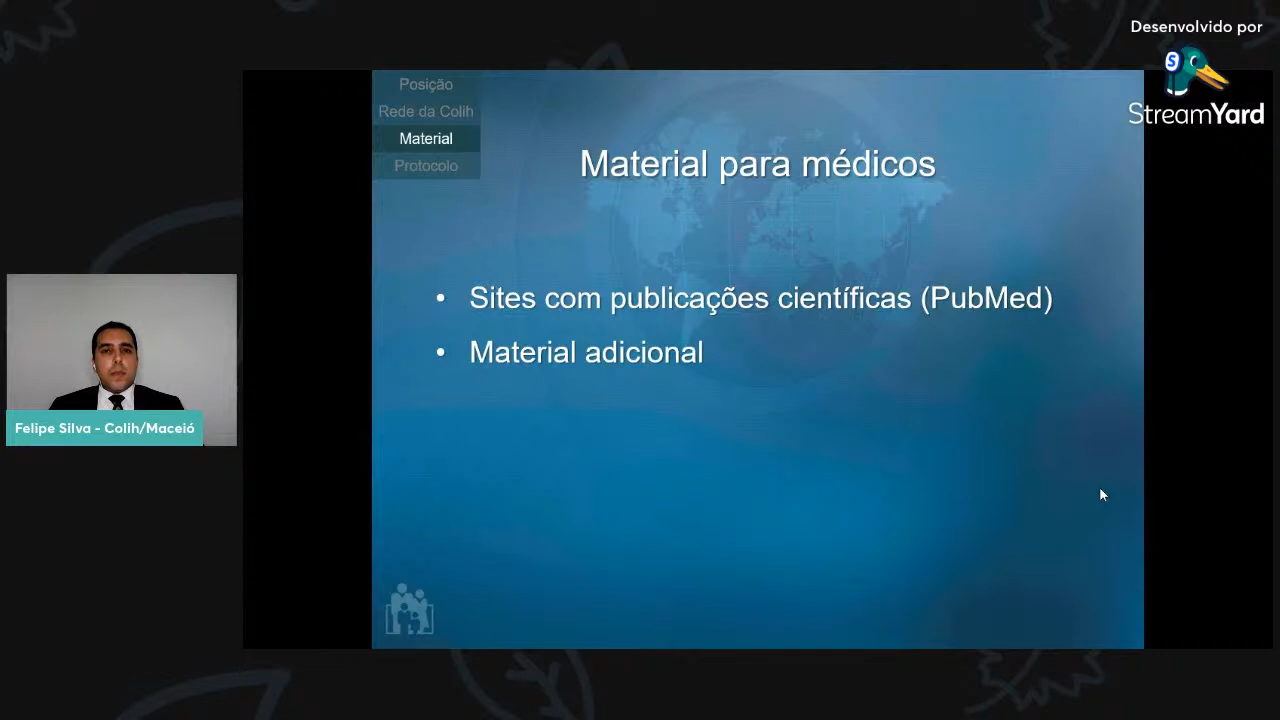 Desenvolvido por
S
StreamYard
Posição
Rede da Colih
Material
Protocolo
Material para médicos
• Sites com publicações científicas (PubMed)
• Material adicional
Felipe Silva - Colih/Maceió